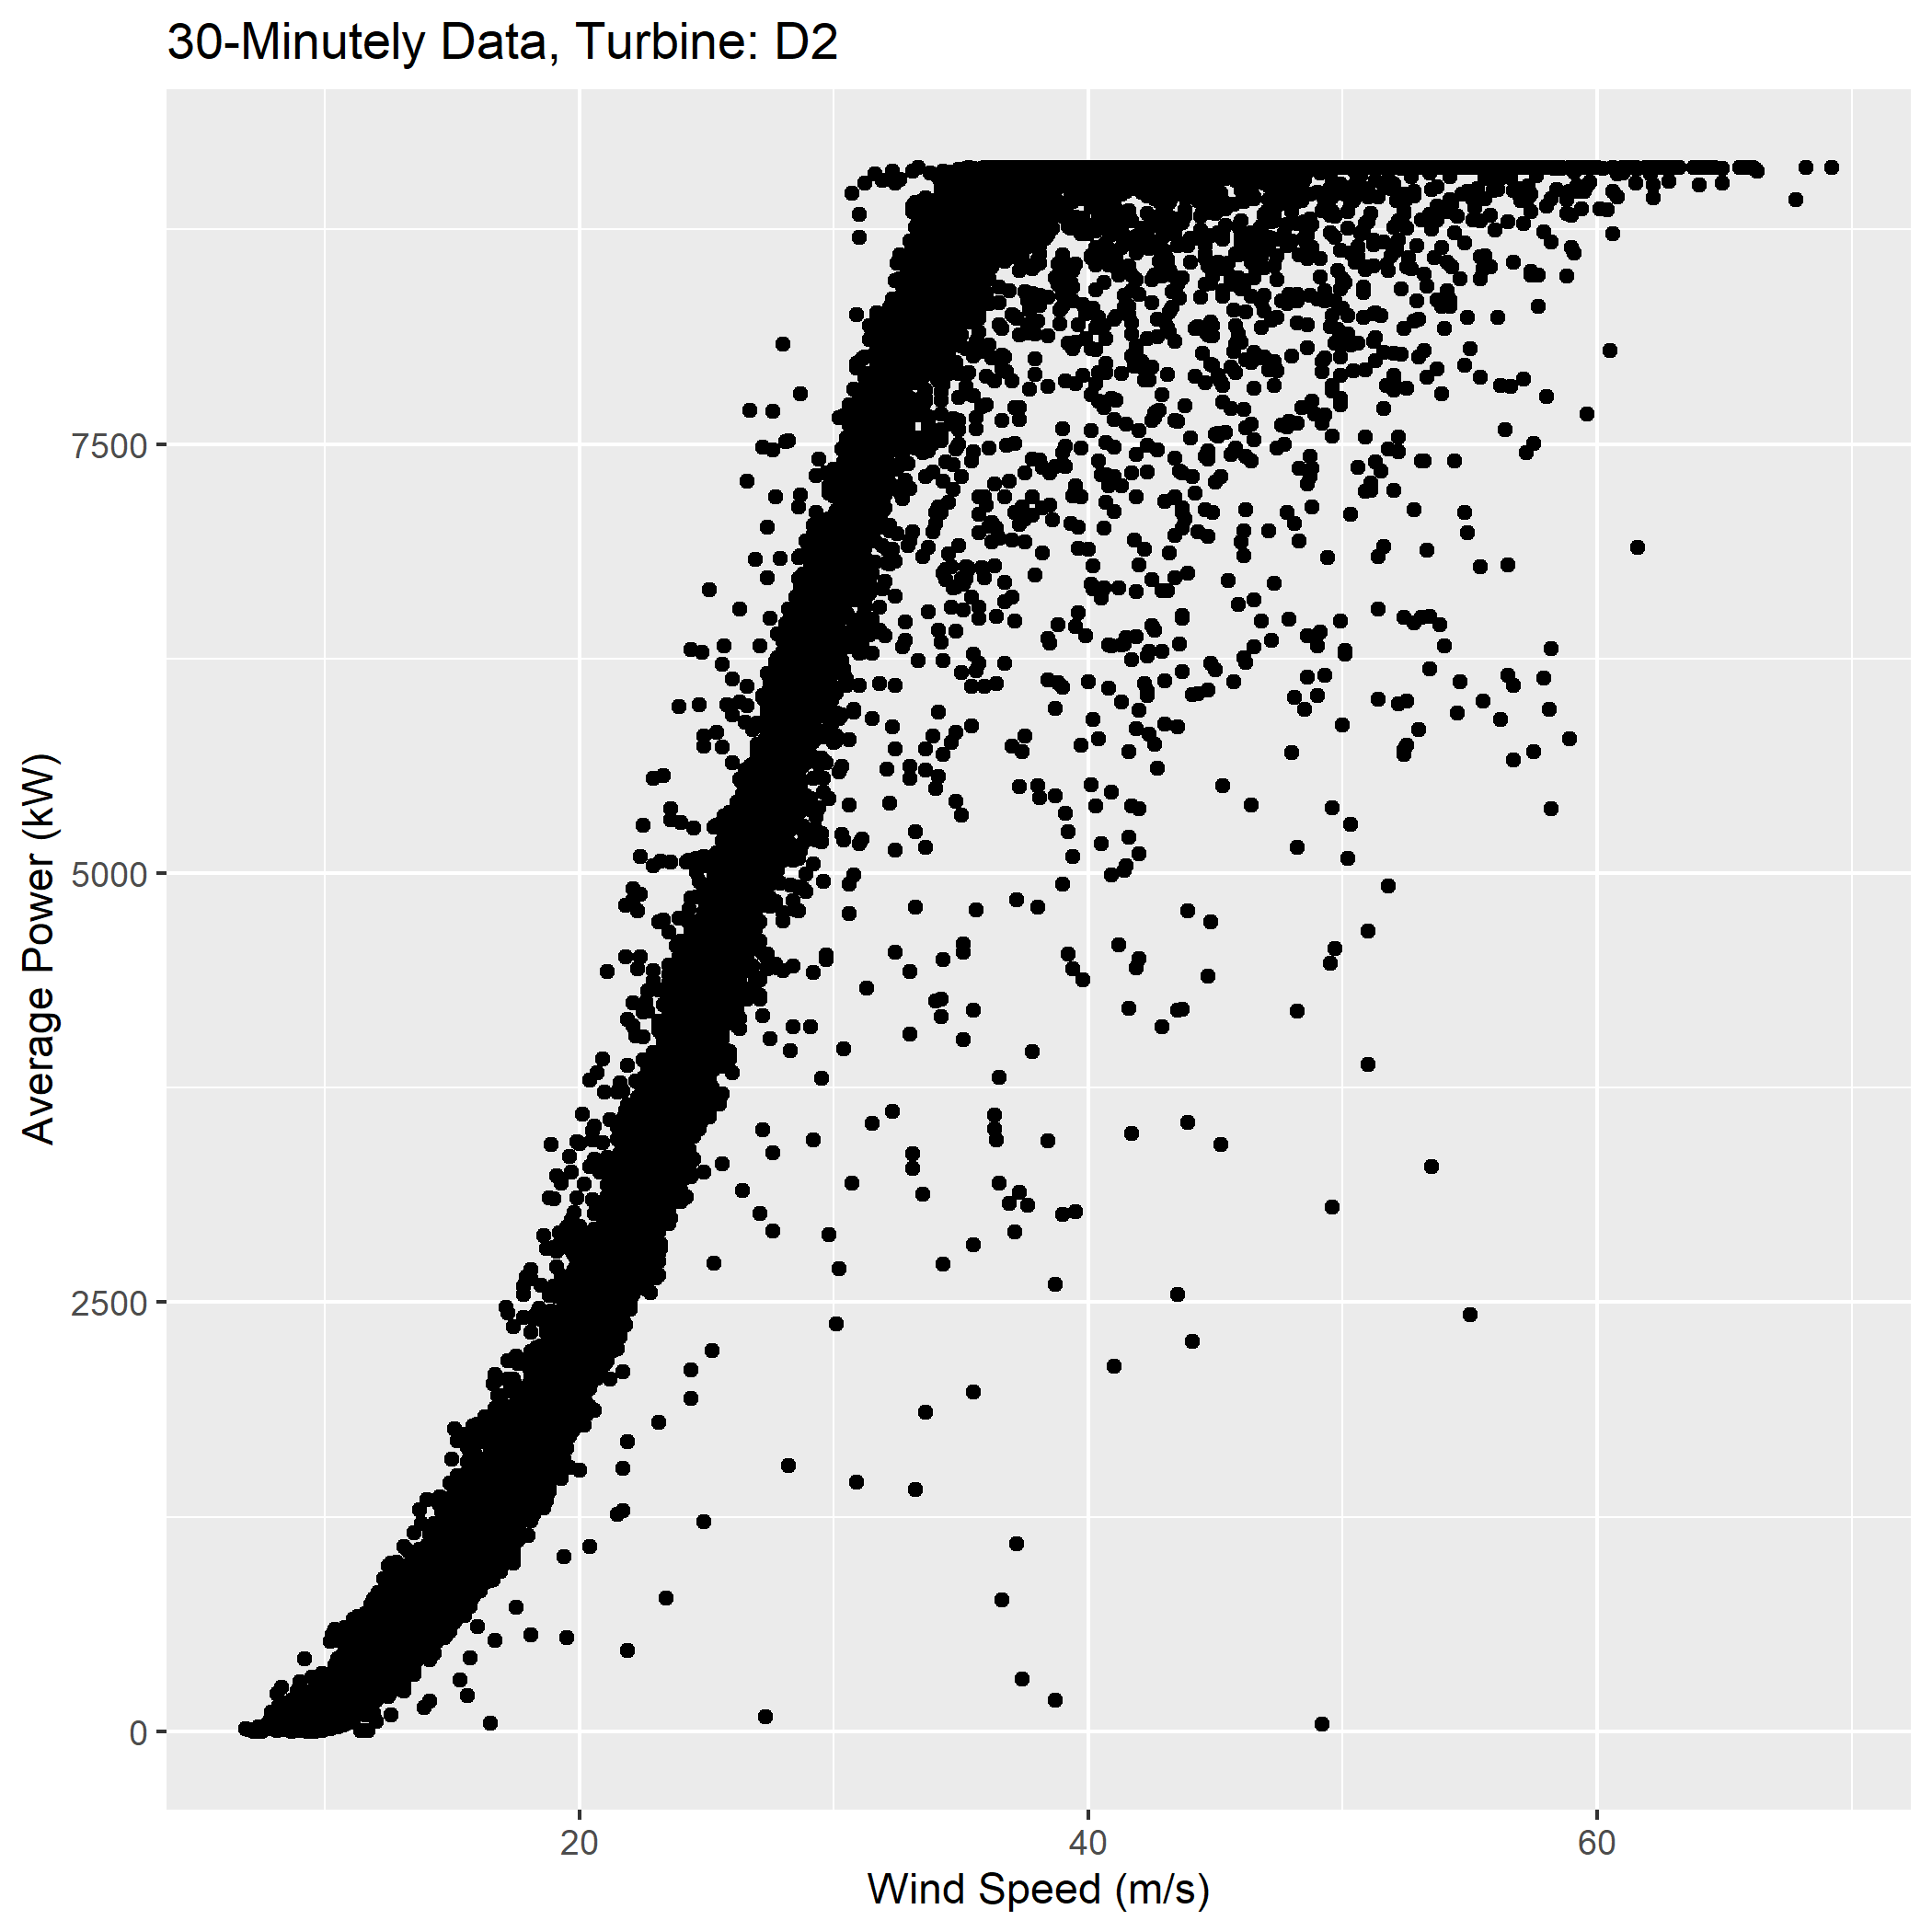 30-Minutely Data, Turbine: D2
Average Power (kW)
7500
5000
2500
0
20 40 60
Wind Speed (m/s)